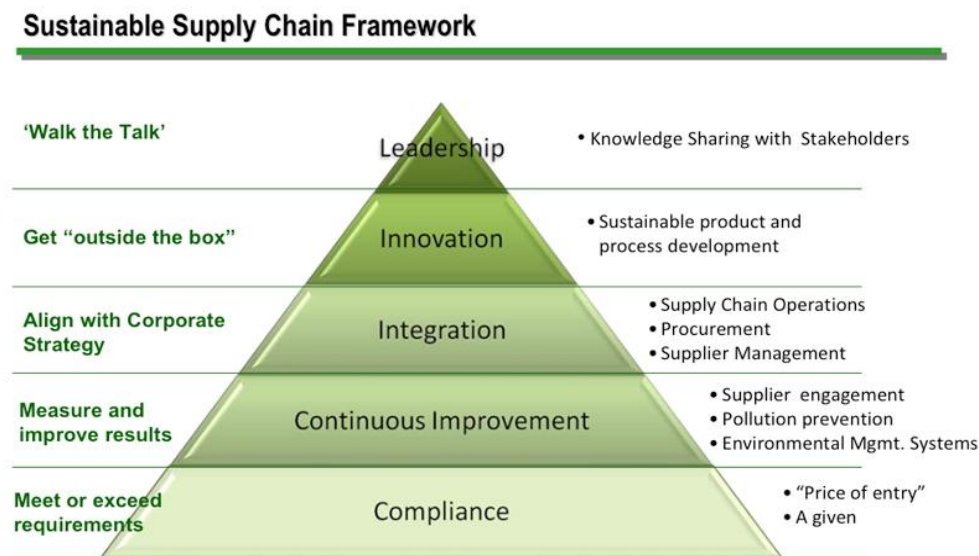 Sustainable Supply Chain Framework
‘Walk the Talk’
Leadership
• Knowledge Sharing with Stakeholders
Get “outside the box”
Innovation
• Sustainable product and
process development
Align with Corporate
Strategy
Integration
• Supply Chain Operations
• Procurement
• Supplier Management
Measure and
improve results
Continuous Improvement
• Supplier engagement
• Pollution prevention
• Environmental Mgmt. Systems
Meet or exceed
requirements
Compliance
• “Price of entry”
• A given